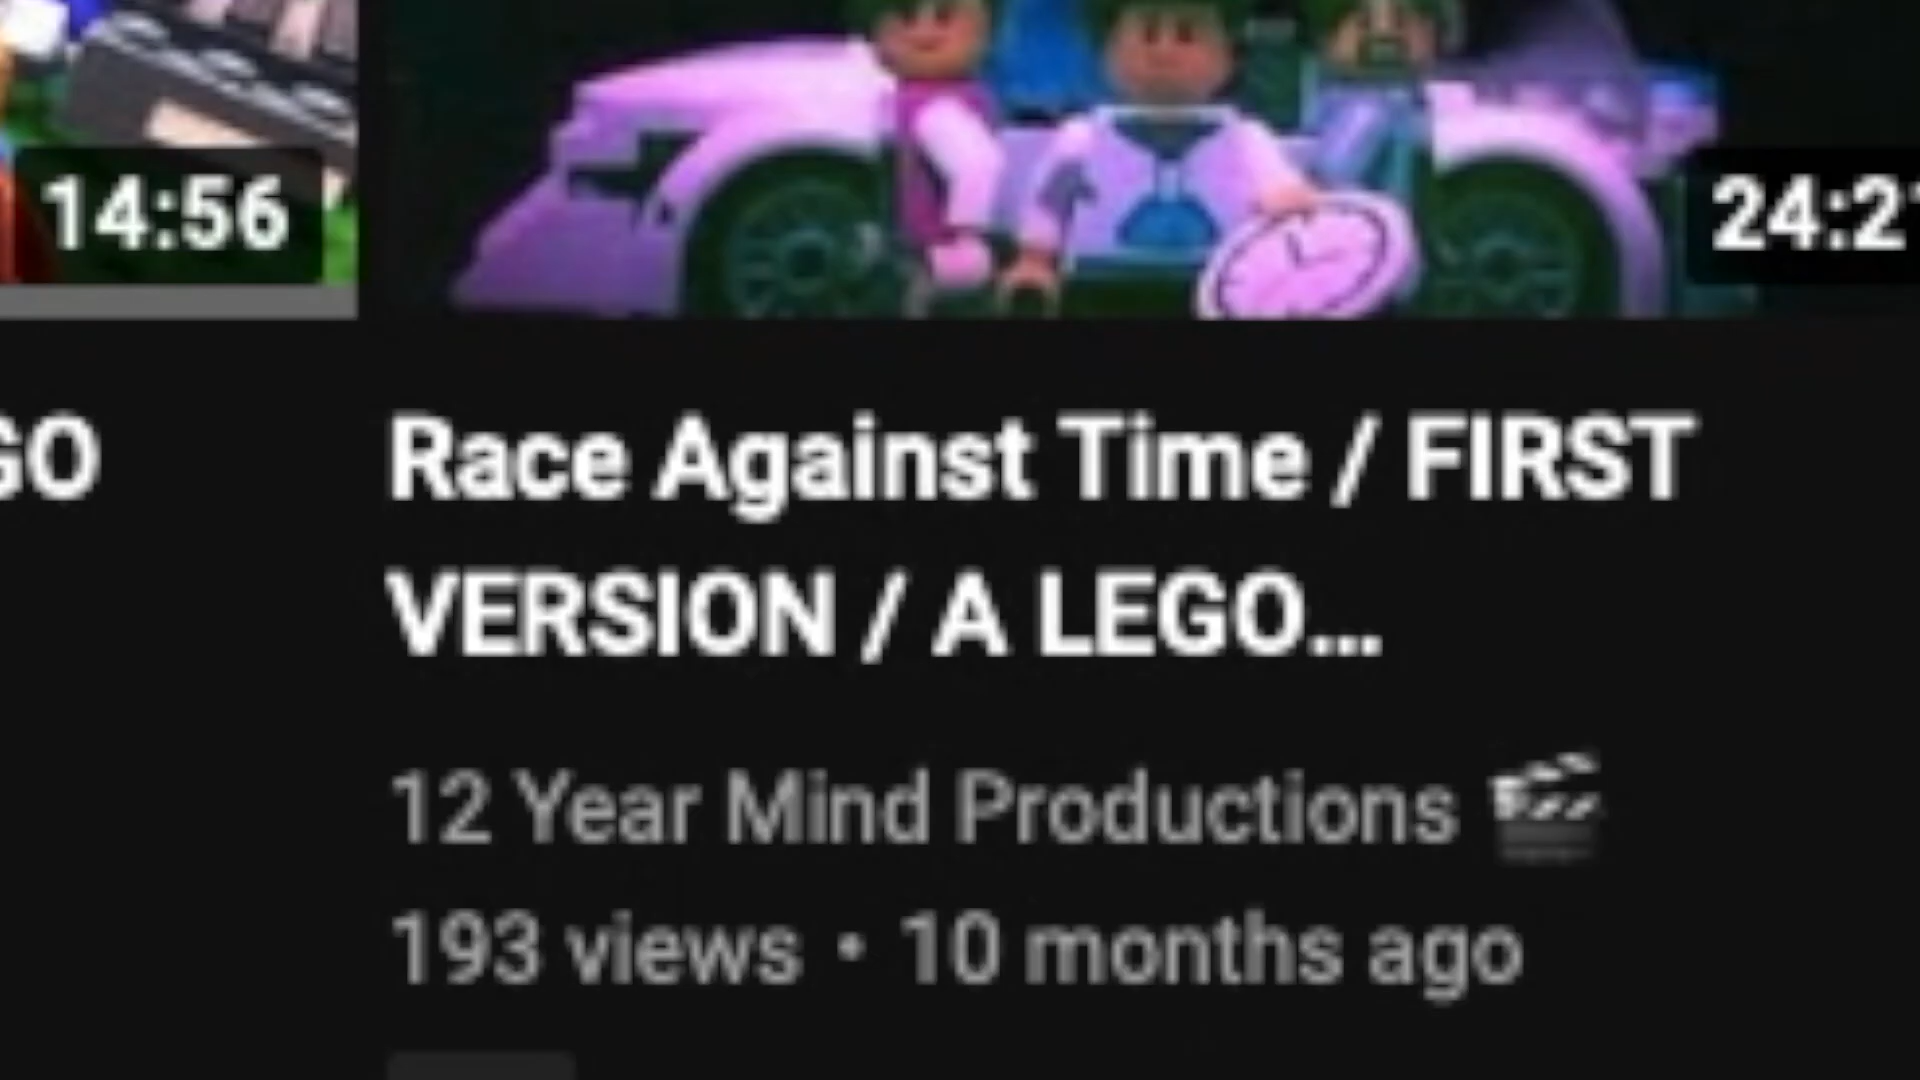 14:56
24:2
GO
Race Against Time / FIRST
VERSION / A LEGO...
12 Year Mind Productions 🎬
193 views • 10 months ago